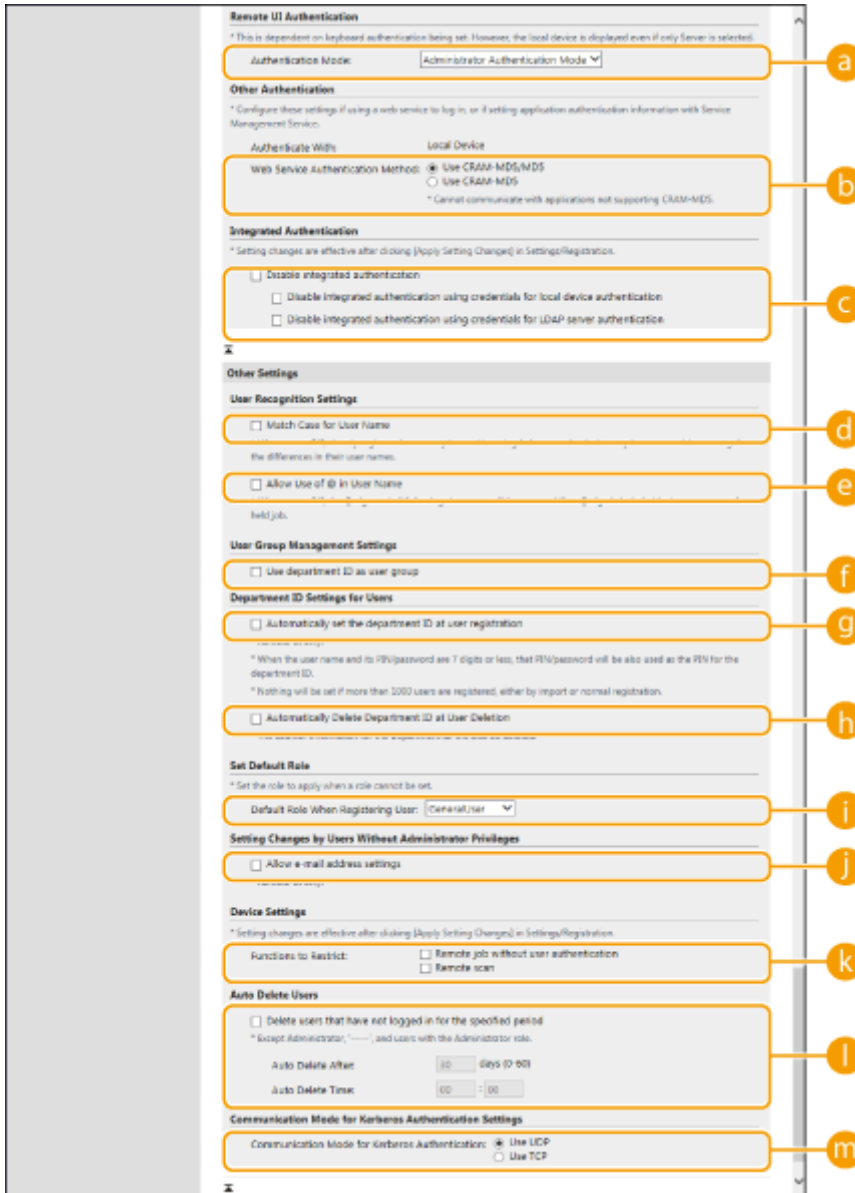 Remote UI Authentication
* This is dependent on keyboard authentication being set. However, the local device is displayed even if only Server is selected.
Authentication Mode: Administrator Authentication Mode
a
Other Authentication
* Configure these settings if using a web service to log in, or if setting application authentication information with Service
Management Service.
Authenticate With: Local Device
Web Service Authentication Method: Use CRAM-MD5/MD5
Use CRAM-MD5
b
* Cannot communicate with applications not supporting CRAM-MD5.
Integrated Authentication
* Setting changes are effective after clicking [Apply Setting Changes] in Settings/Registration.
Disable integrated authentication
Disable integrated authentication using credentials for local device authentication
c
Disable integrated authentication using credentials for LDAP server authentication
Other Settings
User Recognition Settings
Match Case for User Name
d
the differences in their user names.
Allow Use of @ in User Name
e
held job.
User Group Management Settings
Use department ID as user group
f
Department ID Settings for Users
Automatically set the department ID at user registration
g
* When the user name and its PIN/password are 7 digits or less, that PIN/password will be also used as the PIN for the
department ID.
* Nothing will be set if more than 1000 users are registered, either by import or normal registration.
Automatically Delete Department ID at User Deletion
h
Set Default Role
* Set the role to apply when a role cannot be set.
Default Role When Registering User: GeneralUser
i
Setting Changes by Users Without Administrator Privileges
Allow e-mail address settings
j
Device Settings
* Setting changes are effective after clicking [Apply Setting Changes] in Settings/Registration.
Functions to Restrict: Remote job without user authentication
k
Remote scan
Auto Delete Users
Delete users that have not logged in for the specified period
* Except Administrator, '-----', and users with the Administrator role.
l
Auto Delete After: days (0-60)
Auto Delete Time: 00 : 00
Communication Mode for Kerberos Authentication Settings
Communication Mode for Kerberos Authentication: Use UDP
m
Use TCP